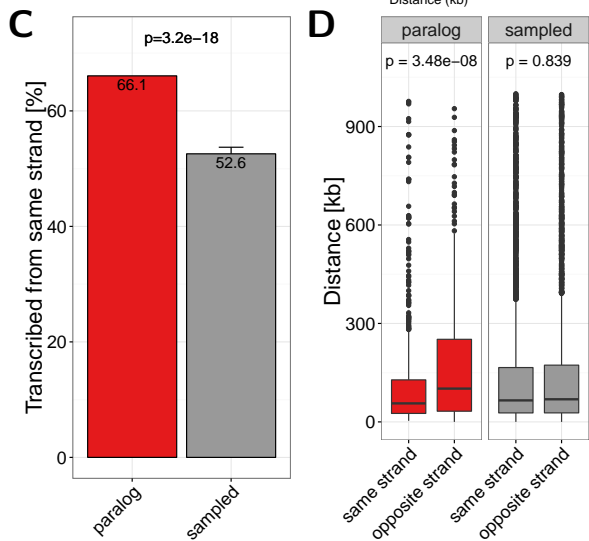 Distance (kb)
C
D
p=3.2e−18
66.1
52.6
Transcribed from same strand [%]
60
40
20
0
paralog
sampled
paralog
sampled
p = 3.48e−08
p = 0.839
Distance [kb]
900
600
300
0
same strand
opposite strand
same strand
opposite strand